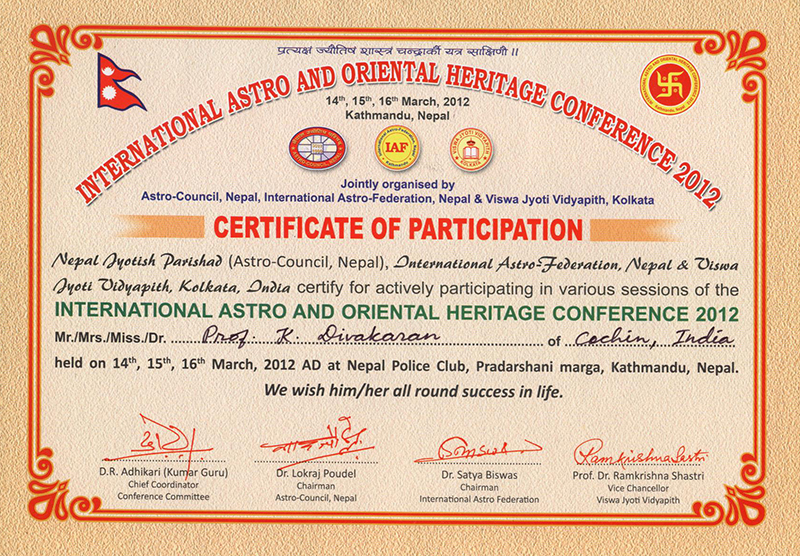 प्रत्यक्ष ज्यौतिष शास्त्र चन्द्रार्कौ यत्र साक्षिणौ ।।
INTERNATIONAL ASTRO AND ORIENTAL HERITAGE CONFERENCE 2012
14th, 15th, 16th March, 2012
Kathmandu, Nepal
IAF
Jointly organised by
Astro-Council, Nepal, International Astro-Federation, Nepal & Viswa Jyoti Vidyapith, Kolkata
CERTIFICATE OF PARTICIPATION
Nepal Jyotish Parishad (Astro-Council, Nepal), International Astro-Federation, Nepal & Viswa
Jyoti Vidyapith, Kolkata, India certify for actively participating in various sessions of the
INTERNATIONAL ASTRO AND ORIENTAL HERITAGE CONFERENCE 2012
Mr./Mrs./Miss./Dr. Prof. K. Divakaran of Cochin, India
held on 14th, 15th, 16th March, 2012 AD at Nepal Police Club, Pradarshani marga, Kathmandu, Nepal.
We wish him/her all round success in life.
Ramkrishna Sastri
D.R. Adhikari (Kumar Guru)
Chief Coordinator
Conference Committee
Dr. Lokraj Poudel
Chairman
Astro-Council, Nepal
Dr. Satya Biswas
Chairman
International Astro Federation
Prof. Dr. Ramkrishna Shastri
Vice Chancellor
Viswa Jyoti Vidyapith